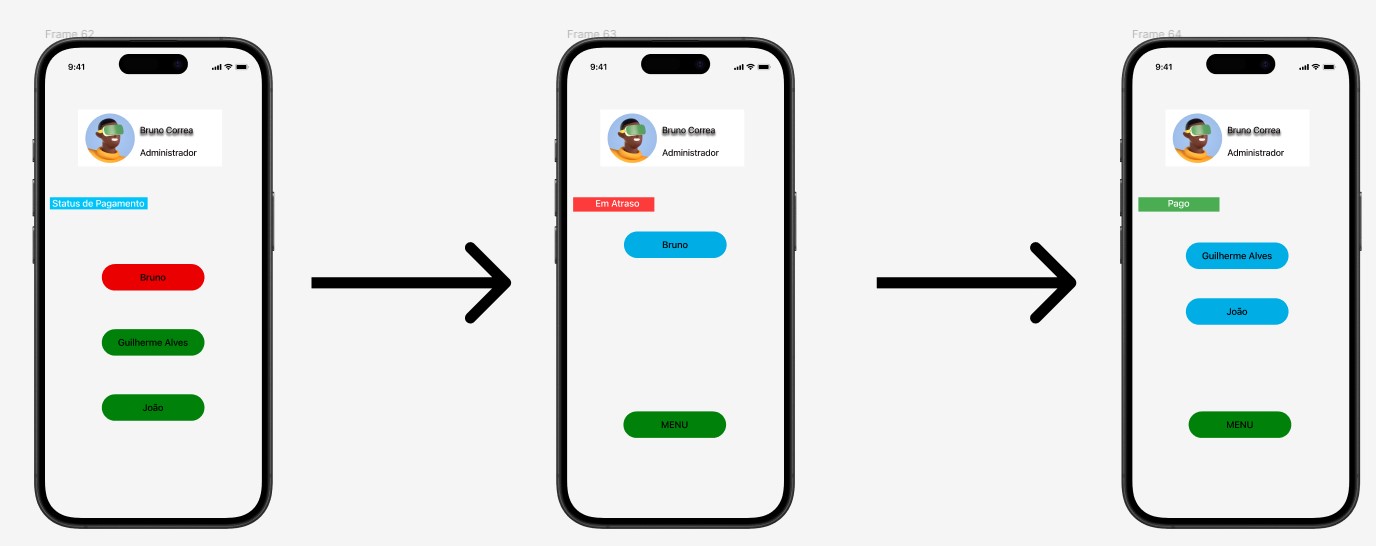 Frame 62
9:41
Bruno Correa
Administrador
Status de Pagamento
Bruno
Guilherme Alves
João
Frame 63
9:41
Bruno Correa
Administrador
Em Atraso
Bruno
MENU
Frame 64
9:41
Bruno Correa
Administrador
Pago
Guilherme Alves
João
MENU